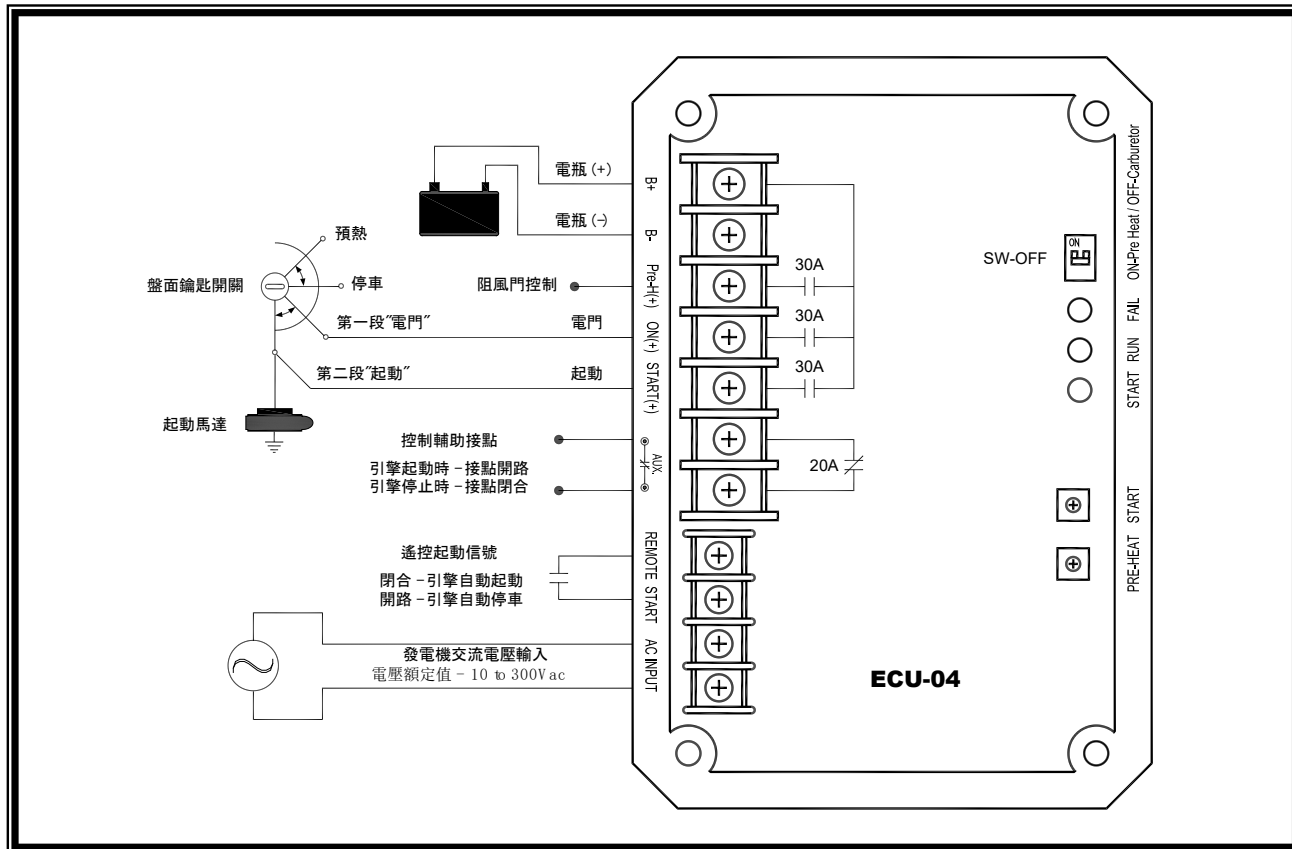 電瓶 (+)
電瓶 (-)
預熱
盤面鑰匙開關
停車
阻風門控制
第一段"電門"
電門
第二段"起動"
起動
起動馬達
控制輔助接點
引擎起動時 - 接點開路
引擎停止時 - 接點閉合
遙控起動信號
閉合 - 引擎自動起動
開路 - 引擎自動停車
發電機交流電壓輸入
電壓額定值 - 10 to 300Vac
B+
B-
Pre-H(+)
ON(+)
START(+)
AUX.
REMOTE START
AC INPUT
30A
30A
30A
20A
SW-OFF
ON
ON-Pre Heat / OFF-Carburetor
FAIL
RUN
START
START
PRE-HEAT
ECU-04